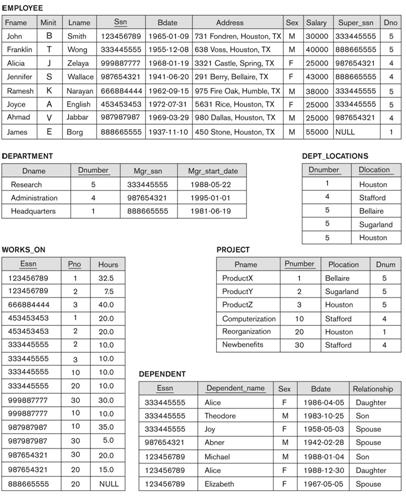 EMPLOYEE
Fname Minit Lname Ssn Bdate Address Sex Salary Super_ssn Dno
John B Smith 123456789 1965-01-09 731 Fondren, Houston, TX M 30000 333445555 5
Franklin T Wong 333445555 1955-12-08 638 Voss, Houston, TX M 40000 888665555 5
Alicia J Zelaya 999887777 1968-01-19 3321 Castle, Spring, TX F 25000 987654321 4
Jennifer S Wallace 987654321 1941-06-20 291 Berry, Bellaire, TX F 43000 888665555 4
Ramesh K Narayan 666884444 1962-09-15 975 Fire Oak, Humble, TX M 38000 333445555 5
Joyce A English 453453453 1972-07-31 5631 Rice, Houston, TX F 25000 333445555 5
Ahmad V Jabbar 987987987 1969-03-29 980 Dallas, Houston, TX M 25000 987654321 4
James E Borg 888665555 1937-11-10 450 Stone, Houston, TX M 55000 NULL 1
DEPARTMENT
Dname Dnumber Mgr_ssn Mgr_start_date
Research 5 333445555 1988-05-22
Administration 4 987654321 1995-01-01
Headquarters 1 888665555 1981-06-19
DEPT_LOCATIONS
Dnumber Dlocation
1 Houston
4 Stafford
5 Bellaire
5 Sugarland
5 Houston
WORKS_ON
Essn Pno Hours
123456789 1 32.5
123456789 2 7.5
666884444 3 40.0
453453453 1 20.0
453453453 2 20.0
333445555 2 10.0
333445555 3 10.0
333445555 10 10.0
333445555 20 10.0
999887777 30 30.0
999887777 10 10.0
987987987 10 35.0
987987987 30 5.0
987654321 30 20.0
987654321 20 15.0
888665555 20 NULL
PROJECT
Pname Pnumber Plocation Dnum
ProductX 1 Bellaire 5
ProductY 2 Sugarland 5
ProductZ 3 Houston 5
Computerization 10 Stafford 4
Reorganization 20 Houston 1
Newbenefits 30 Stafford 4
DEPENDENT
Essn Dependent_name Sex Bdate Relationship
333445555 Alice F 1986-04-05 Daughter
333445555 Theodore M 1983-10-25 Son
333445555 Joy F 1958-05-03 Spouse
987654321 Abner M 1942-02-28 Spouse
123456789 Michael M 1988-01-04 Son
123456789 Alice F 1988-12-30 Daughter
123456789 Elizabeth F 1967-05-05 Spouse